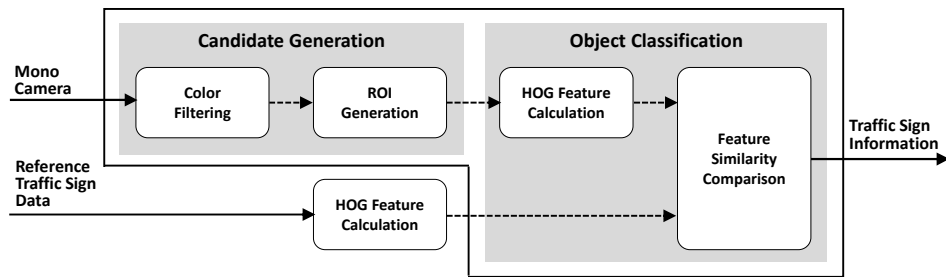 Candidate Generation
Object Classification
Mono
Camera
Color
Filtering
ROI
Generation
HOG Feature
Calculation
Feature
Similarity
Comparison
Traffic Sign
Information
Reference
Traffic Sign
Data
HOG Feature
Calculation